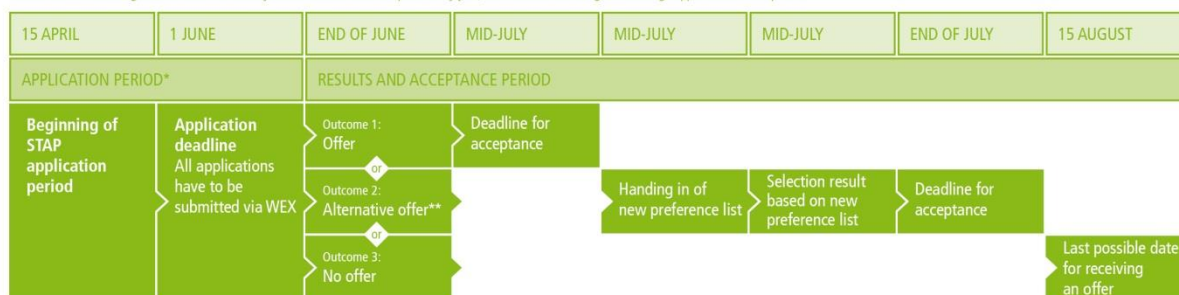 15 APRIL
1 JUNE
END OF JUNE
MID-JULY
MID-JULY
MID-JULY
END OF JULY
15 AUGUST
APPLICATION PERIOD*
RESULTS AND ACCEPTANCE PERIOD
Beginning of
STAP
application
period
Application
deadline
All applications
have to be
submitted via WEX
Outcome 1:
Offer
or
Outcome 2:
Alternative offer**
or
Outcome 3:
No offer
Deadline for
acceptance
Handing in of
new preference list
Selection result
based on new
preference list
Deadline for
acceptance
Last possible date
for receiving
an offer